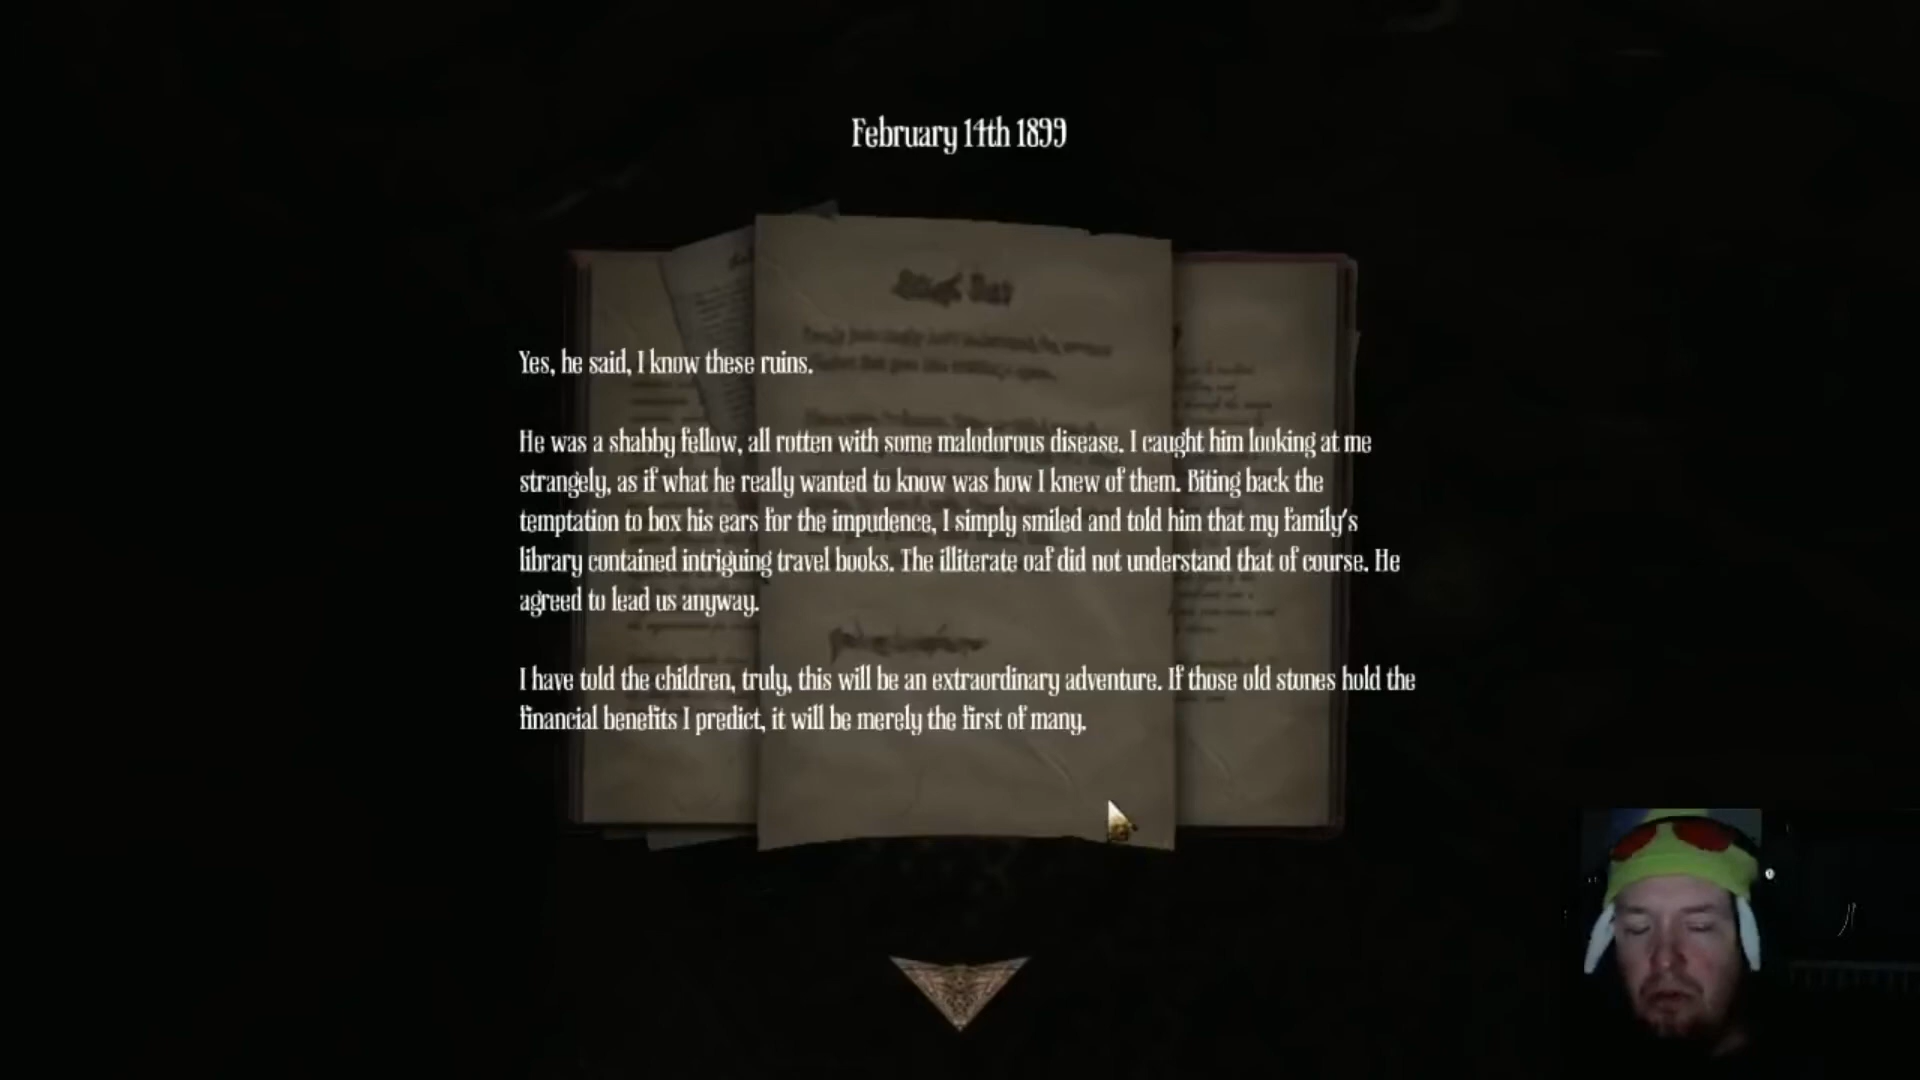 February 14th 1899
Yes, he said, I know these ruins.
He was a shabby fellow, all rotten with some malodorous disease. I caught him looking at me
strangely, as if what he really wanted to know was how I knew of them. Biting back the
temptation to box his ears for the impudence, I simply smiled and told him that my family's
library contained intriguing travel books. The illiterate oaf did not understand that of course. He
agreed to lead us anyway.
I have told the children, truly, this will be an extraordinary adventure. If those old stones hold the
financial benefits I predict, it will be merely the first of many.